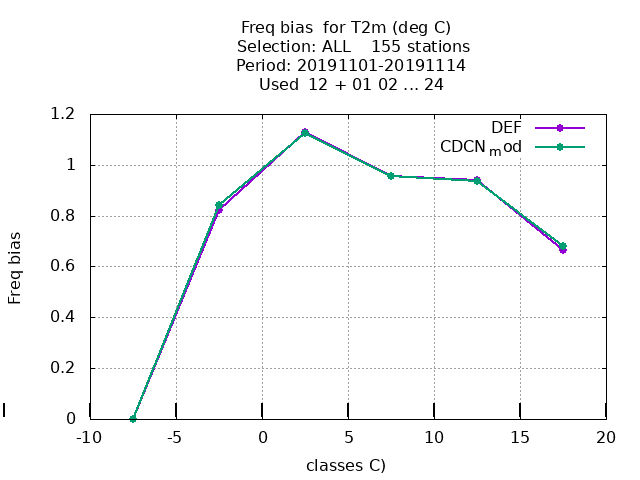 Freq bias for T2m (deg C)
Selection: ALL 155 stations
Period: 20191101-20191114
Used 12 + 01 02 ... 24
DEF
CDCNmod
1.2
1
0.8
0.6
0.4
0.2
0
Freq bias
-10 -5 0 5 10 15 20
classes C)